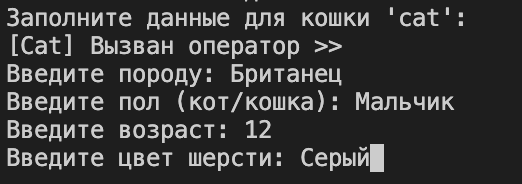 Заполните данные для кошки 'cat':
[Cat] Вызван оператор >>
Введите породу: Британец
Введите пол (кот/кошка): Мальчик
Введите возраст: 12
Введите цвет шерсти: Серый